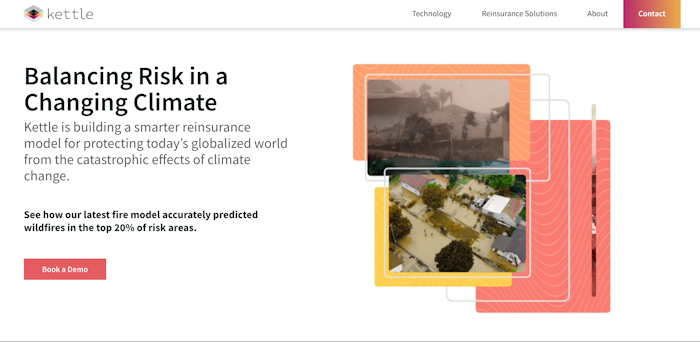 kettle
Technology
Reinsurance Solutions
About
Contact
Balancing Risk in a
Changing Climate
Kettle is building a smarter reinsurance
model for protecting today's globalized world
from the catastrophic effects of climate
change.
See how our latest fire model accurately predicted
wildfires in the top 20% of risk areas.
Book a Demo